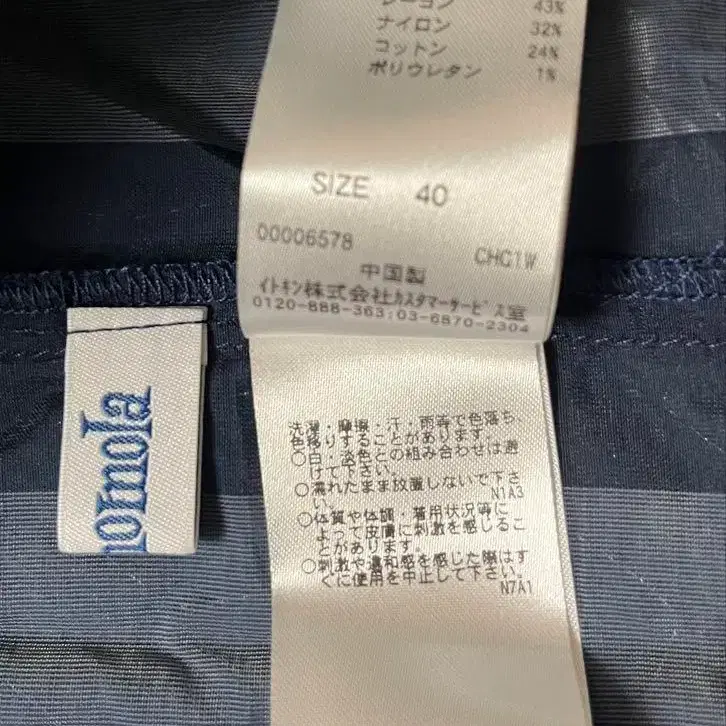 レーヨン 43%
ナイロン 32%
コットン 24%
ポリウレタン 1%
SIZE 40
00006578 CHG1W
中国製
イトキン株式会社カスタマーサービス室
0120-888-363;03-6870-2304
洗濯・摩擦・汗・雨等で色落ち
色移りすることがあります。
○白・淡色との組み合わせは避
けて下さい。
○濡れたまま放置しないで下さ
い N1A3
○体質や体調・着用状況等に
よって皮膚に刺激を感じるこ
とがあります。
○刺激や違和感を感じた際はす
ぐに使用を中止して下さい。
N7A1